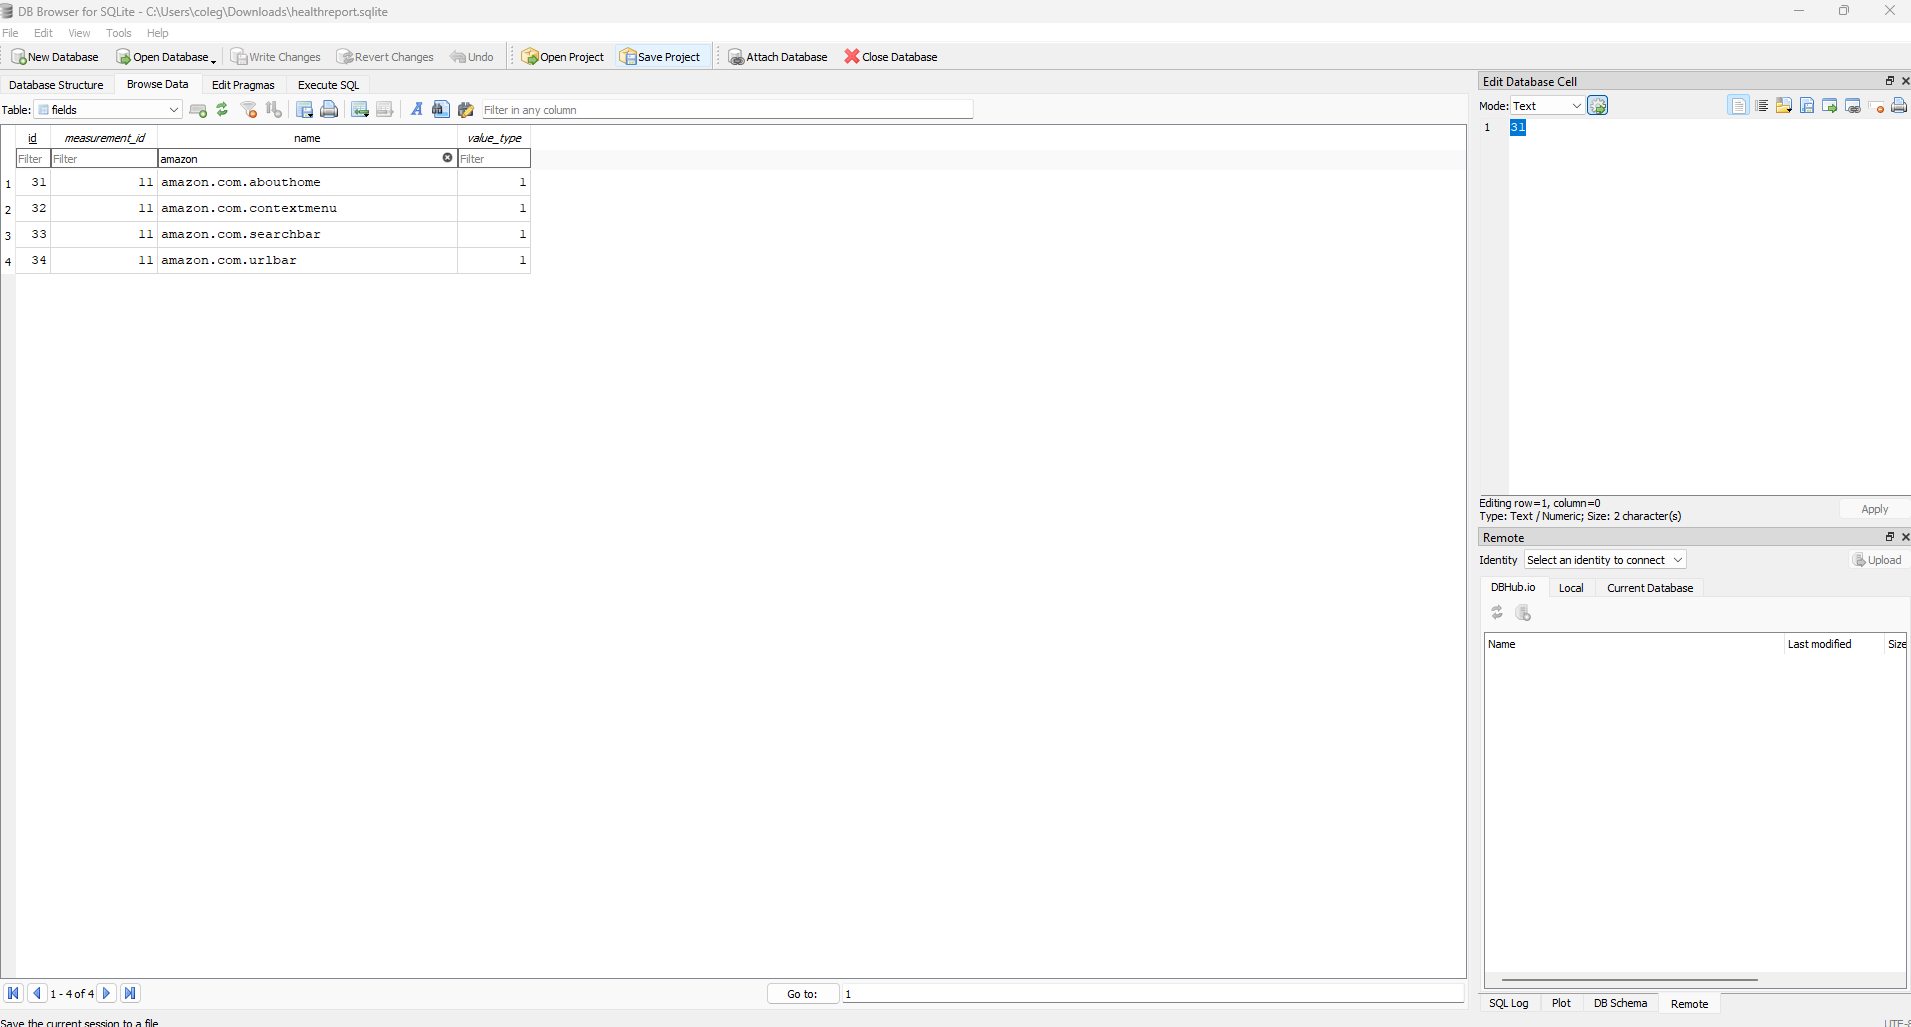 DB Browser for SQLite - C:\Users\coleg\Downloads\healthreport.sqlite
File Edit View Tools Help
New Database Open Database Write Changes Revert Changes Undo Open Project Save Project Attach Database Close Database
Database Structure Browse Data Edit Pragmas Execute SQL
Table: fields Filter in any column
id measurement_id name value_type
Filter Filter amazon Filter
1 31 11 amazon.com.abouthome 1
2 32 11 amazon.com.contextmenu 1
3 33 11 amazon.com.searchbar 1
4 34 11 amazon.com.urlbar 1
1 - 4 of 4 Go to: 1
Save the current session to a file
Edit Database Cell
Mode: Text
1 31
Editing row=1, column=0
Type: Text / Numeric; Size: 2 character(s)
Apply
Remote
Identity Select an identity to connect Upload
DBHub.io Local Current Database
Name Last modified Size
SQL Log Plot DB Schema Remote